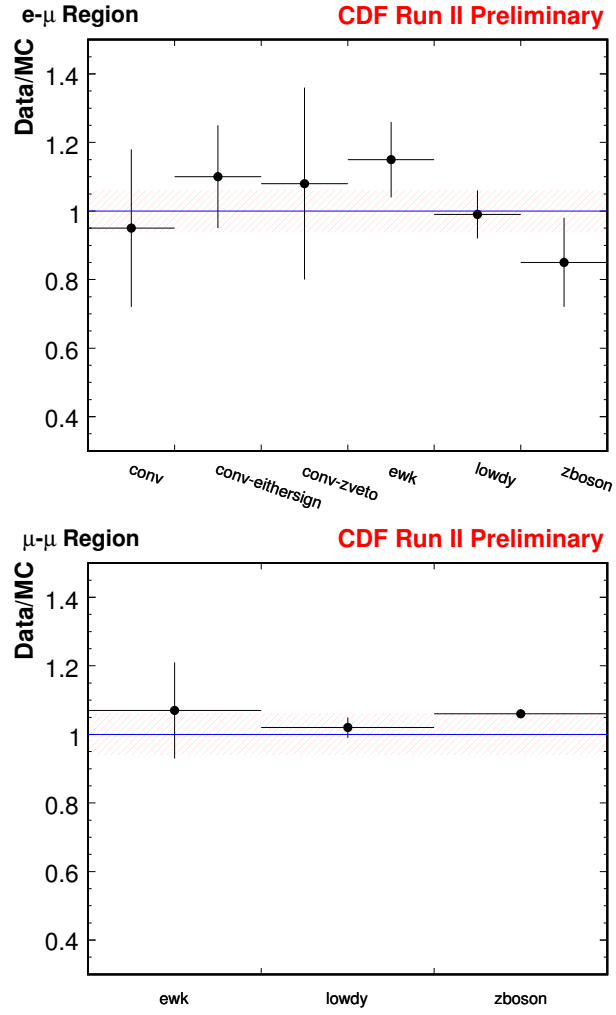 e-μ Region CDF Run II Preliminary
Data/MC
1.4
1.2
1
0.8
0.6
0.4
conv conv-eithersign conv-zveto ewk lowdy zboson
μ-μ Region CDF Run II Preliminary
Data/MC
1.4
1.2
1
0.8
0.6
0.4
ewk lowdy zboson